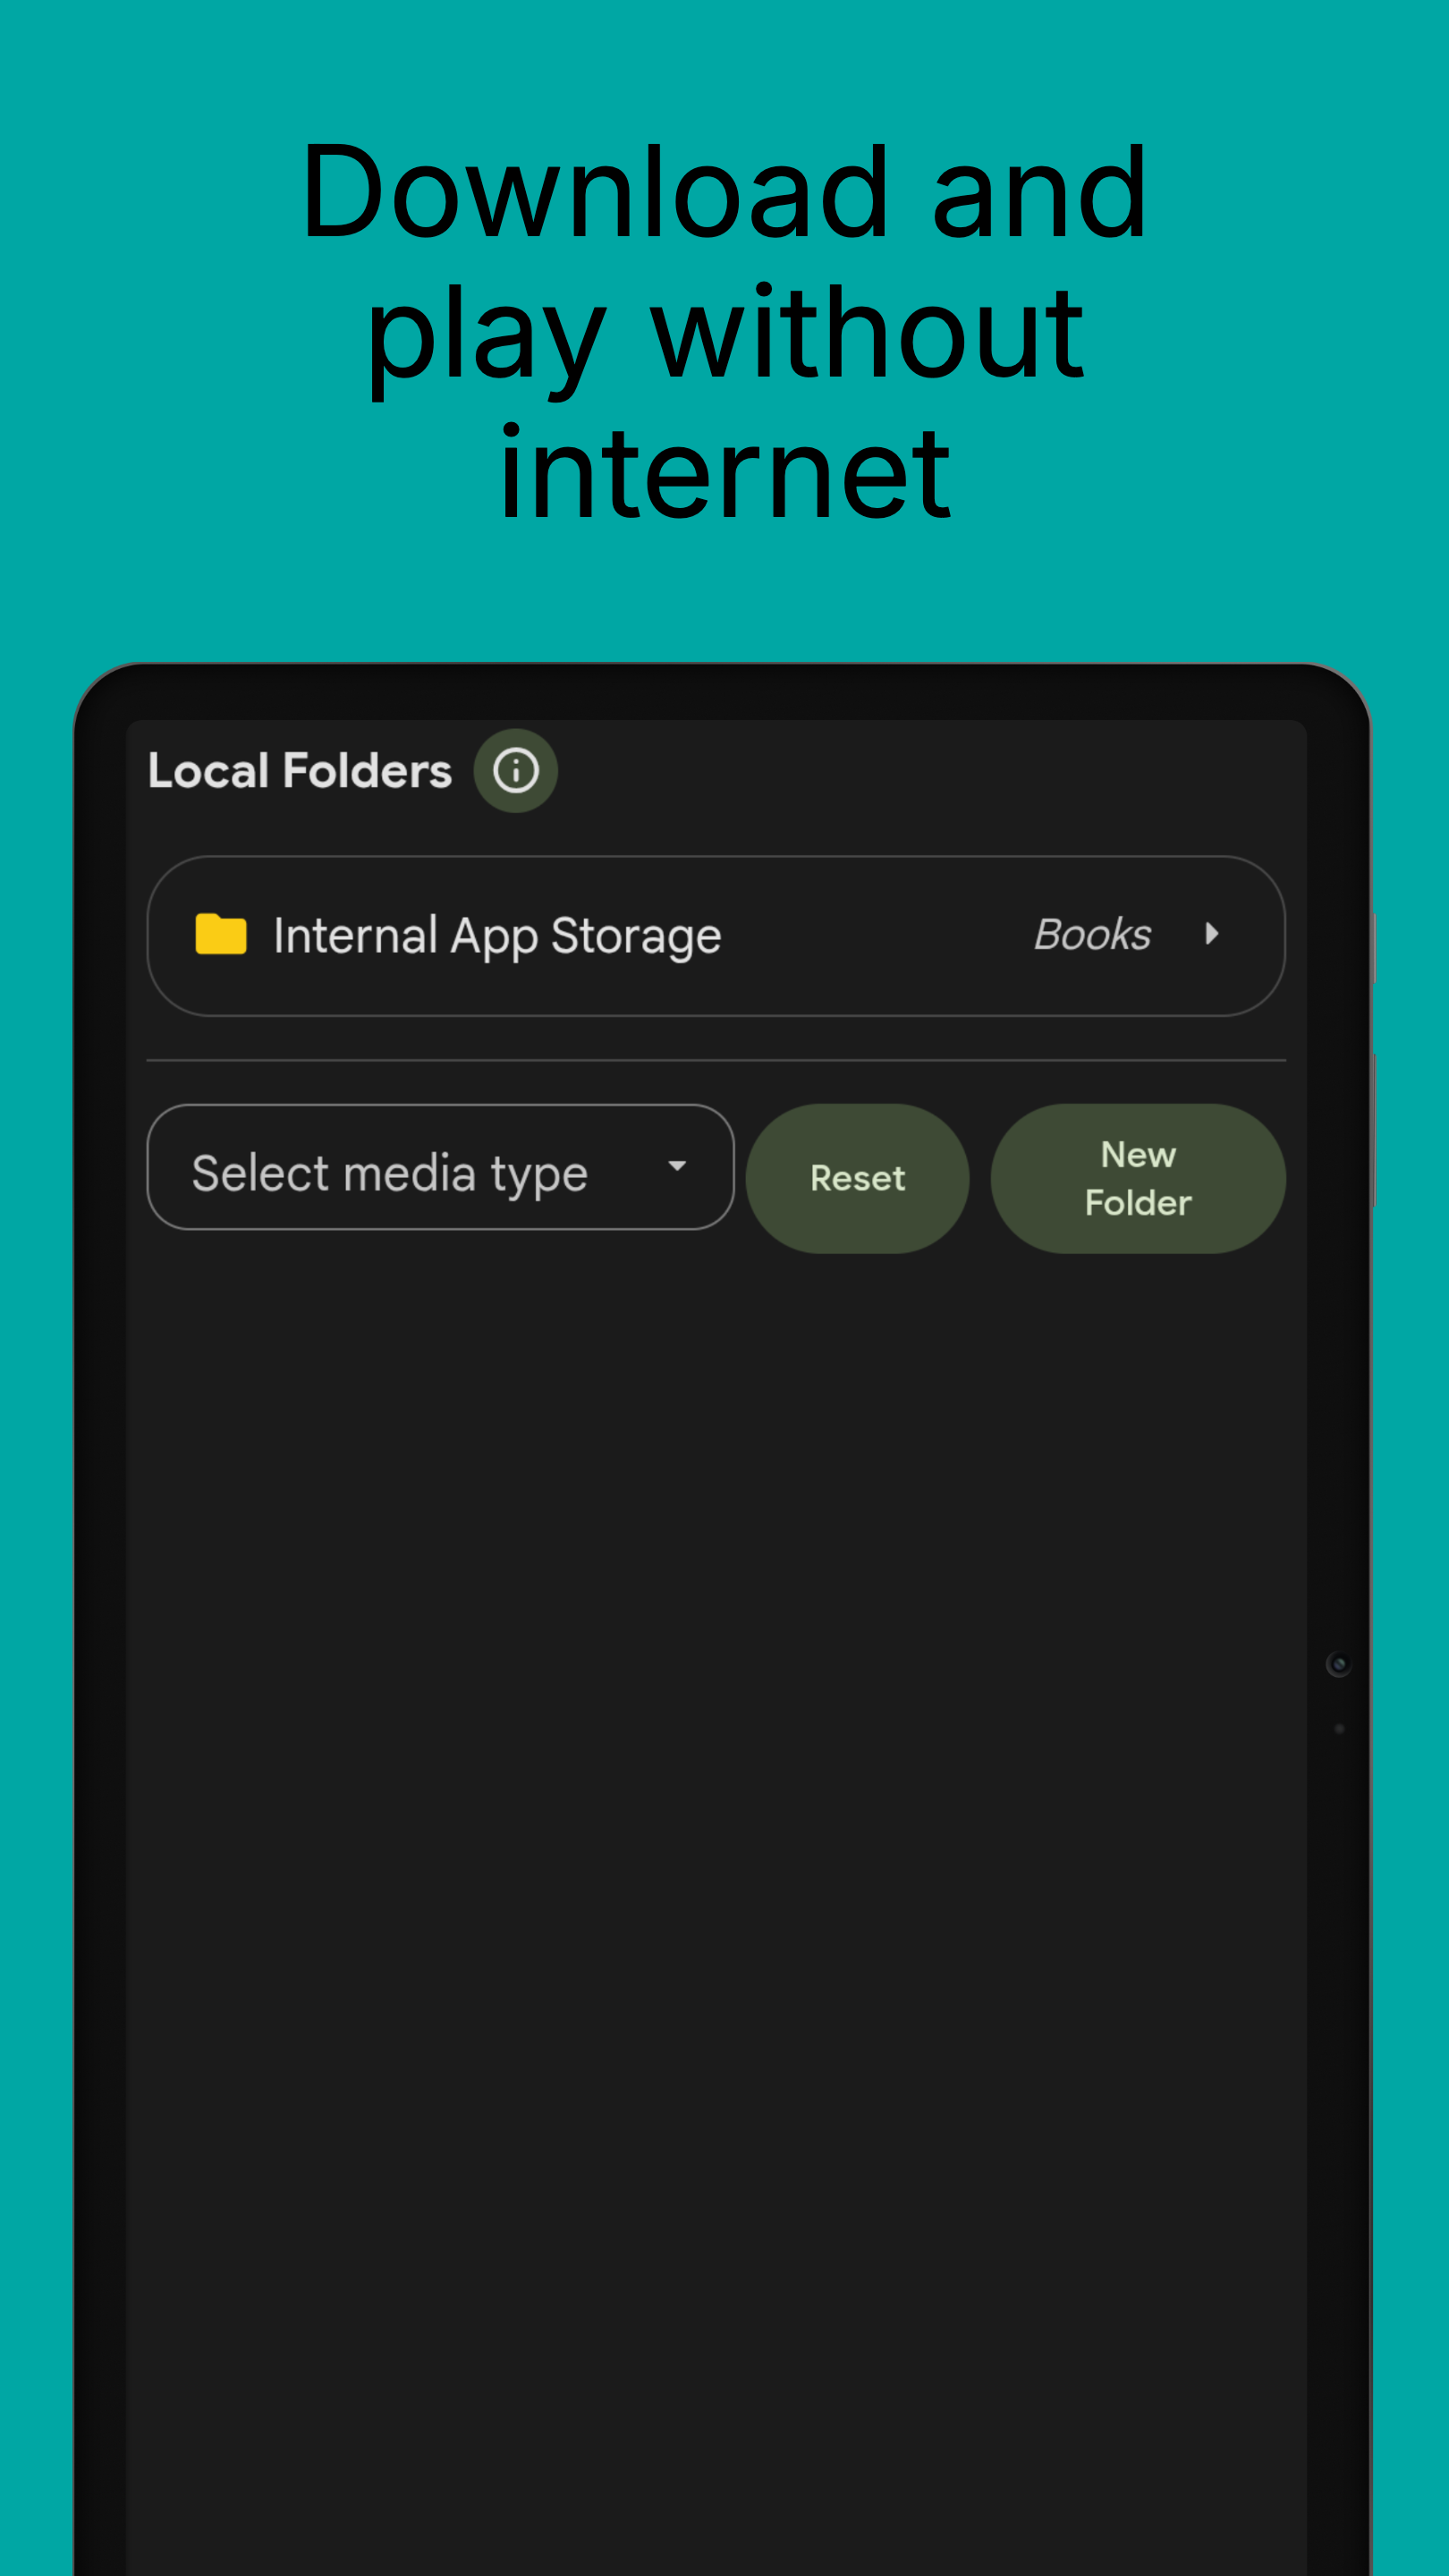 Download and
play without
internet
Local Folders
Internal App Storage
Books
Select media type
Reset
New
Folder